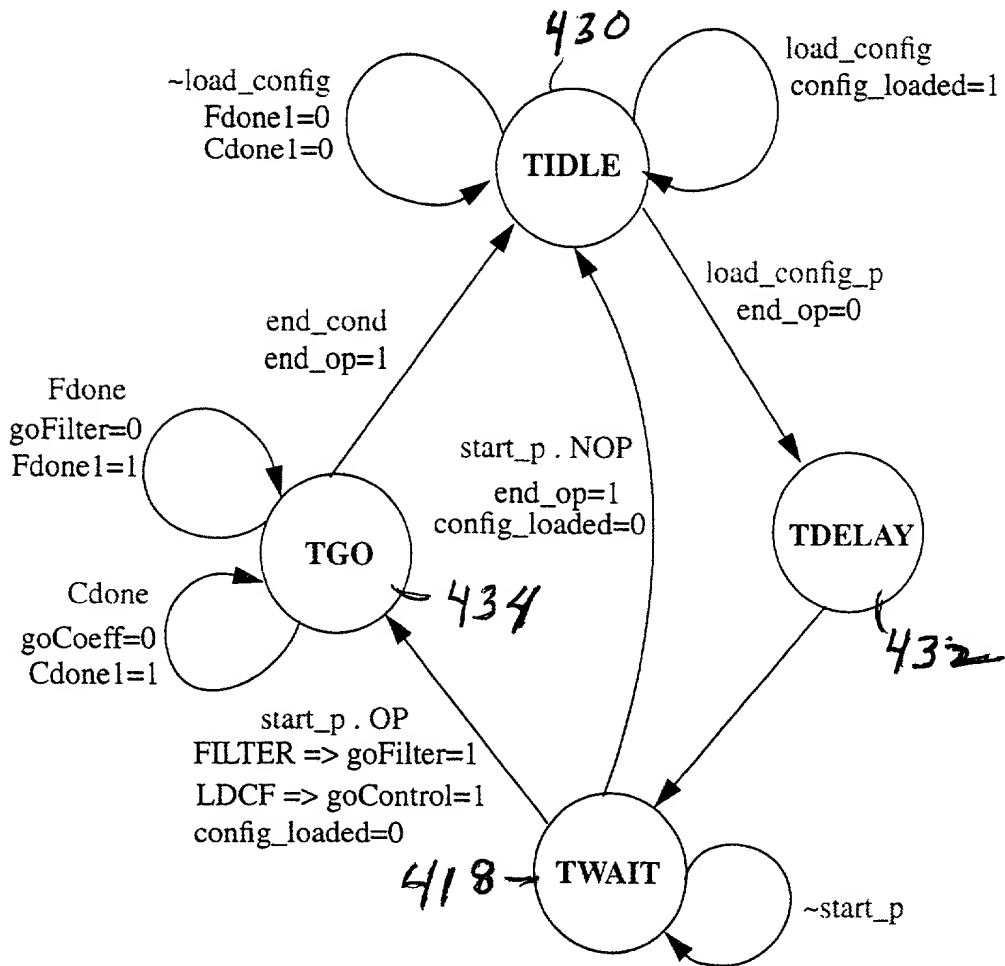 430
~load_config
Fdone1=0
Cdone1=0
load_config
config_loaded=1
TIDLE
load_config_p
end_op=0
end_cond
end_op=1
Fdone
goFilter=0
Fdone1=1
start_p . NOP
end_op=1
config_loaded=0
TGO
TDELAY
434
432
Cdone
goCoeff=0
Cdone1=1
start_p . OP
FILTER => goFilter=1
LDCF => goControl=1
config_loaded=0
418
TWAIT
~start_p